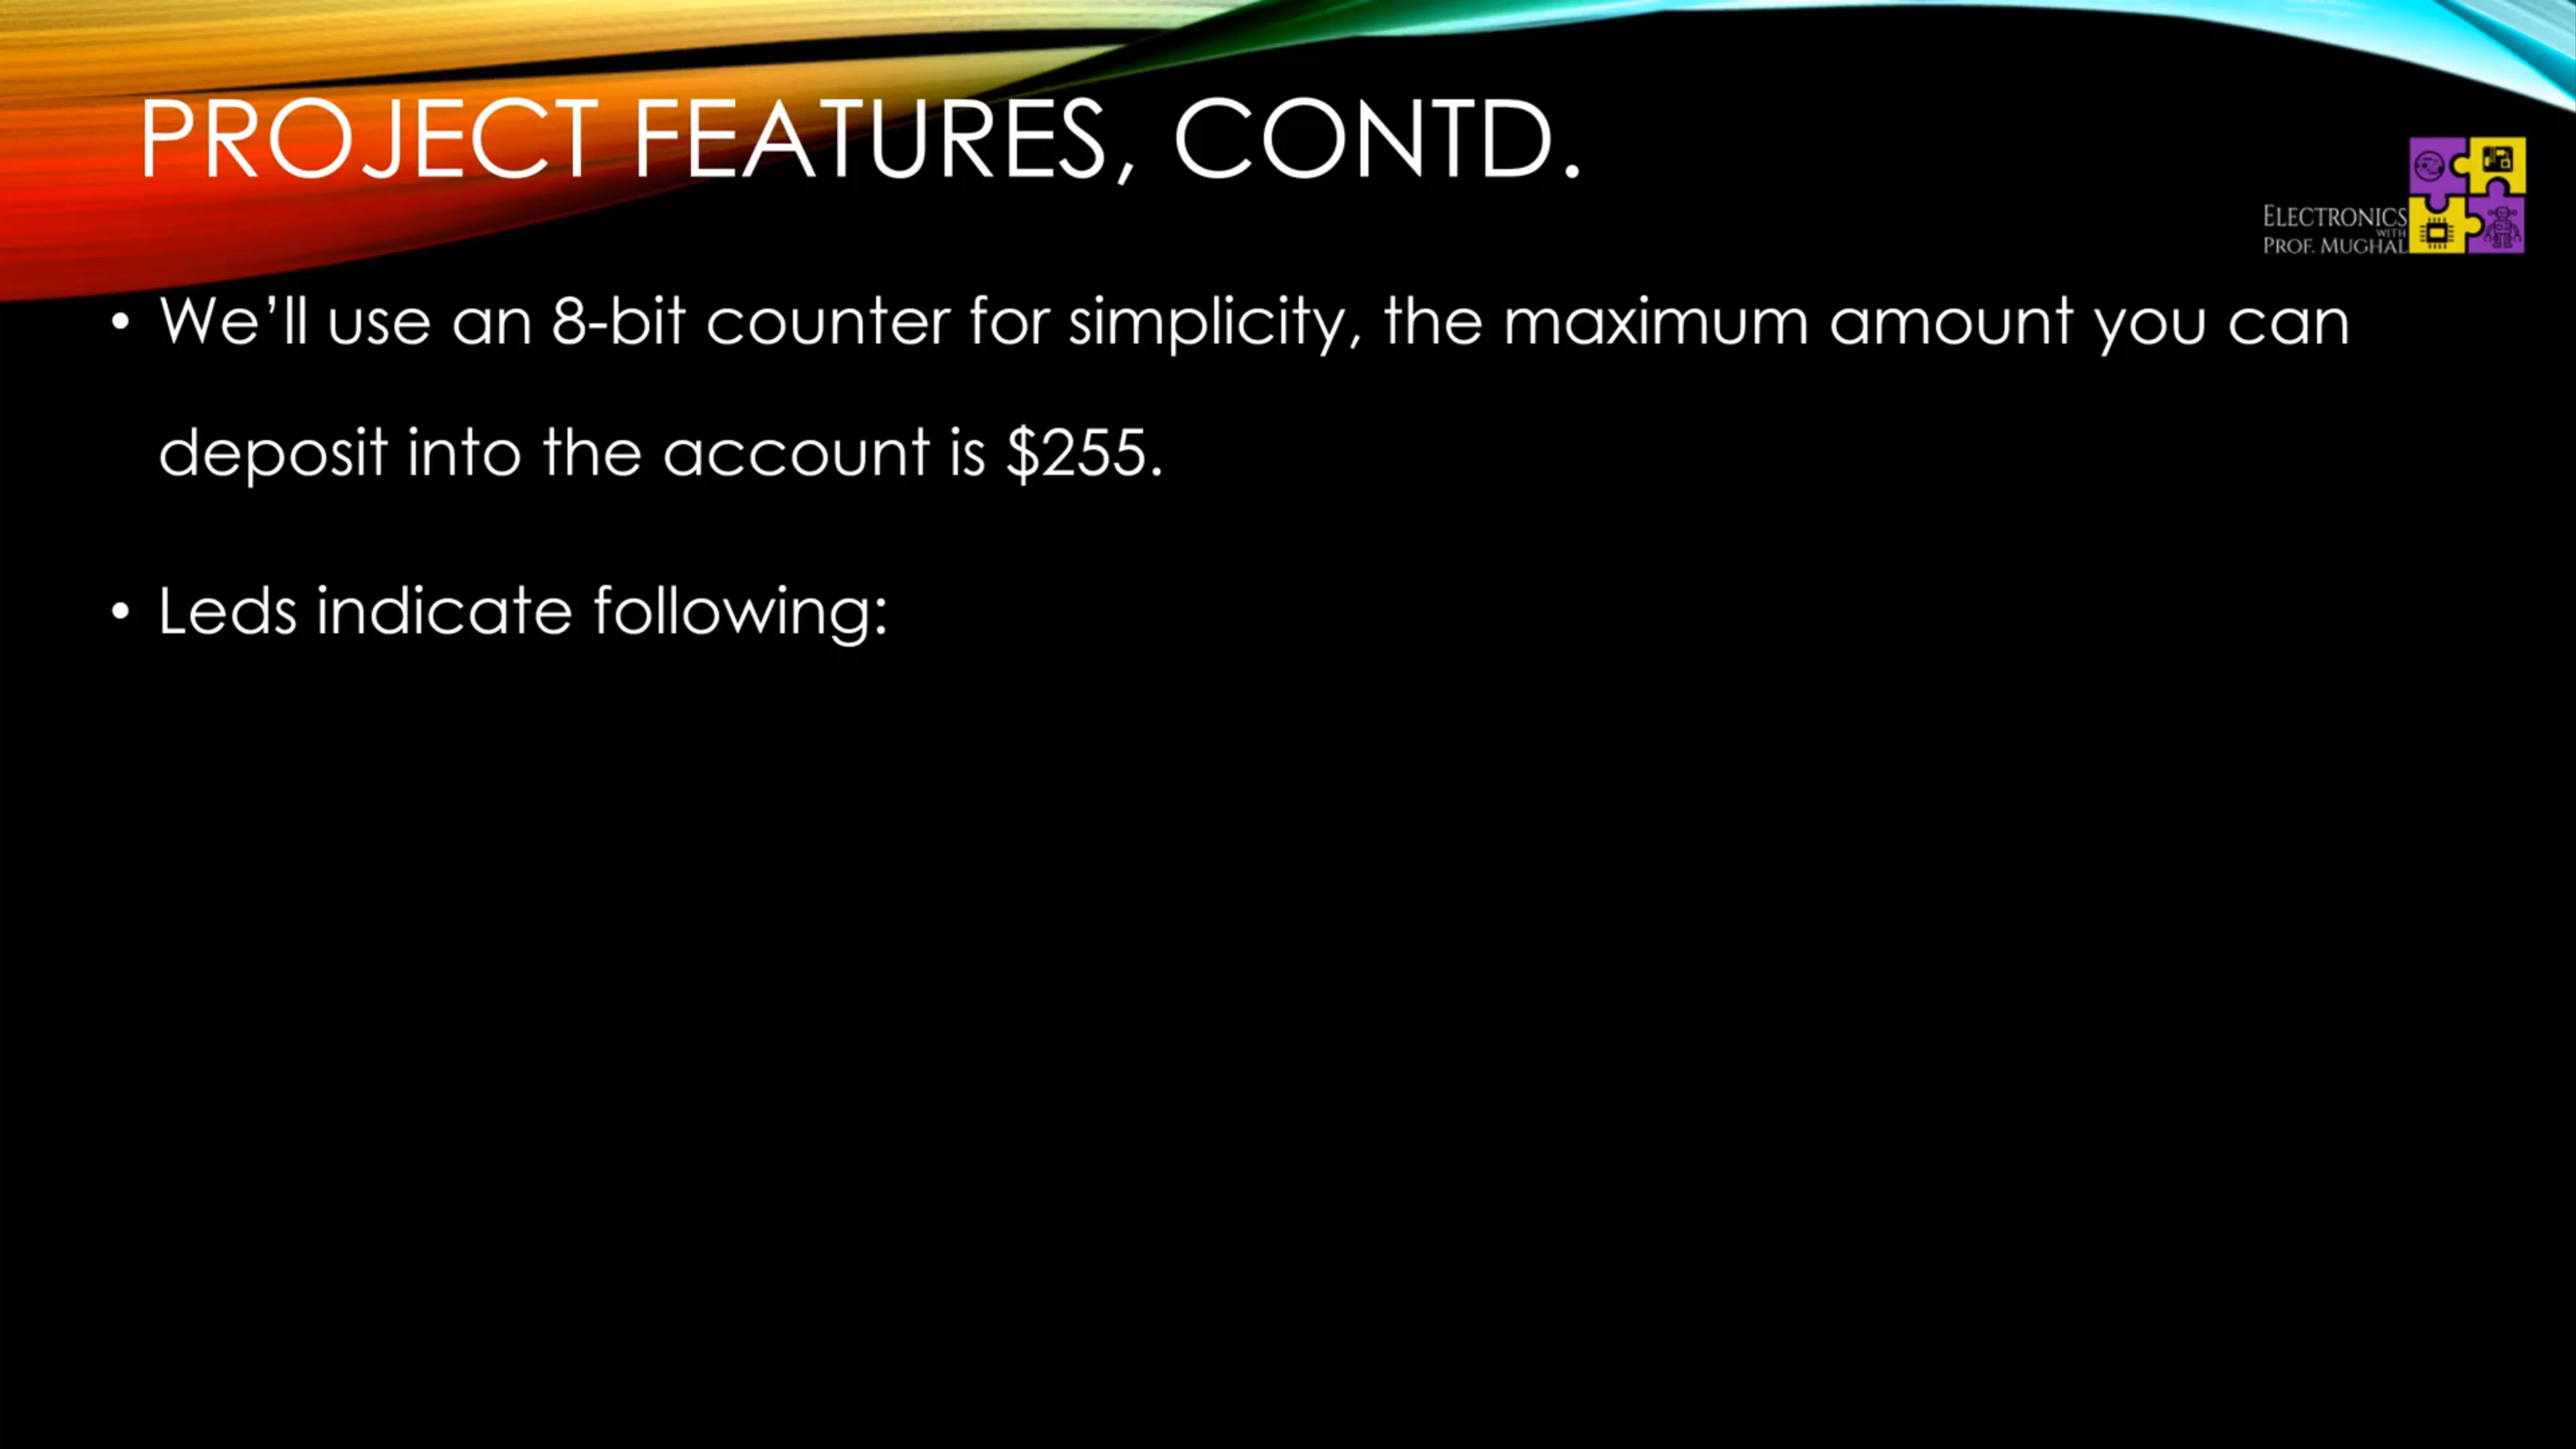 PROJECT FEATURES, CONTD.
ELECTRONICS
WITH
PROF. MUGHAL
• We’ll use an 8-bit counter for simplicity, the maximum amount you can
deposit into the account is $255.
• Leds indicate following: